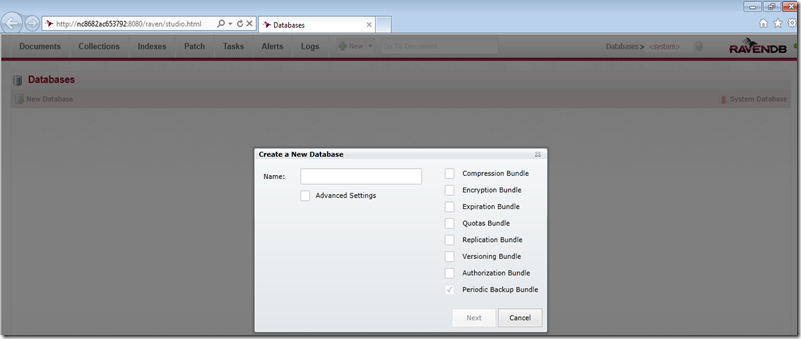 http://nc8682ac653792:8080/raven/studio.html
Databases
Documents Collections Indexes Patch Tasks Alerts Logs New Go To Document Databases > <system> RAVENDB
Databases
New Database System Database
Create a New Database
Name:
Advanced Settings
Compression Bundle
Encryption Bundle
Expiration Bundle
Quotas Bundle
Replication Bundle
Versioning Bundle
Authorization Bundle
Periodic Backup Bundle
Next Cancel